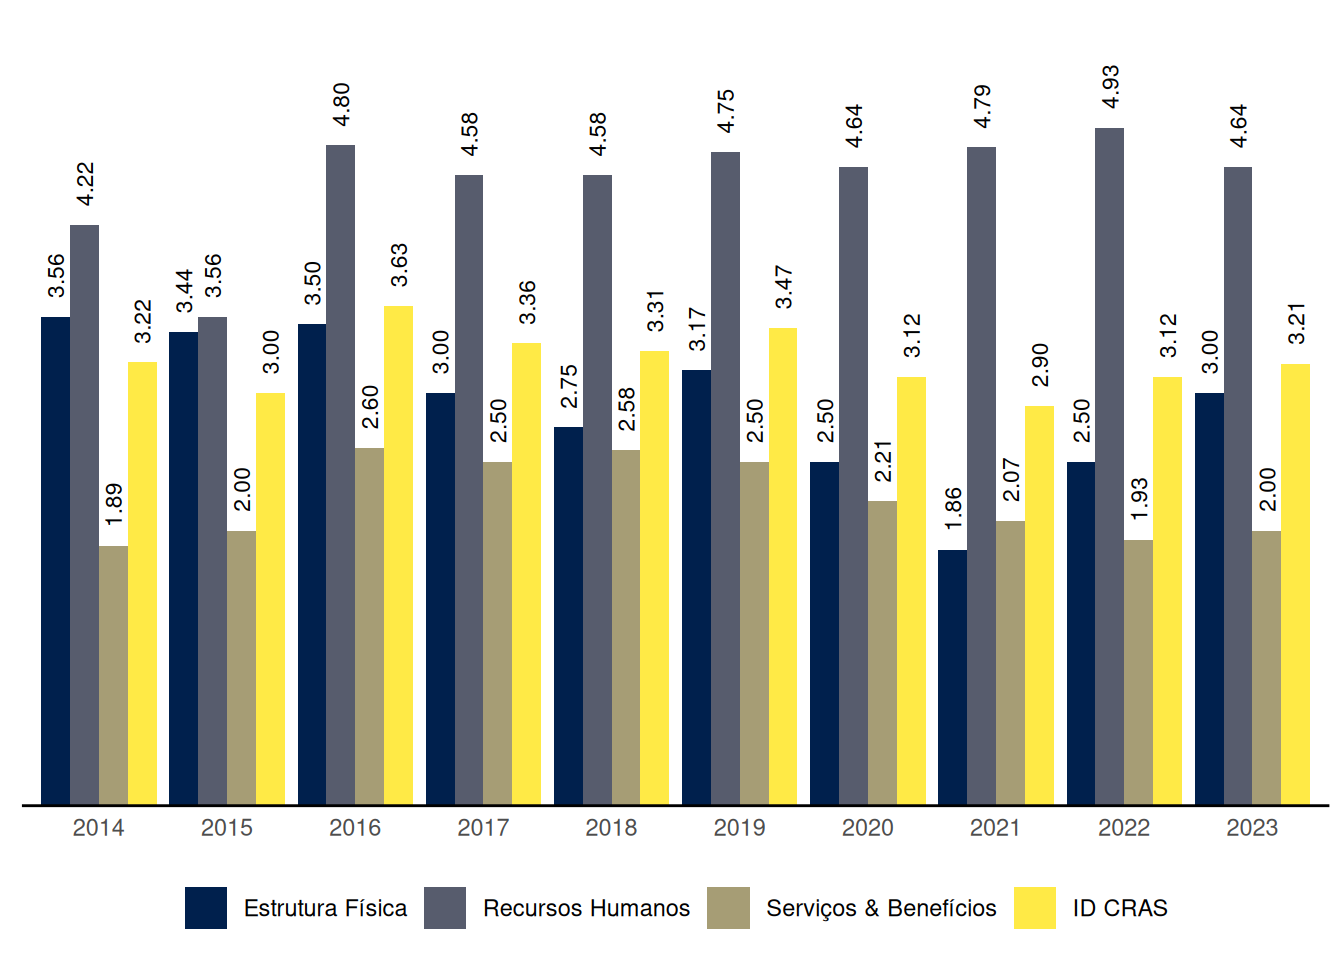 3.56 4.22 1.89 3.22
3.44 3.56 2.00 3.00
3.50 4.80 2.60 3.63
3.00 4.58 2.50 3.36
2.75 4.58 2.58 3.31
3.17 4.75 2.50 3.47
2.50 4.64 2.21 3.12
1.86 4.79 2.07 2.90
2.50 4.93 1.93 3.12
3.00 4.64 2.00 3.21
2014 2015 2016 2017 2018 2019 2020 2021 2022 2023
Estrutura Física Recursos Humanos Serviços & Benefícios ID CRAS